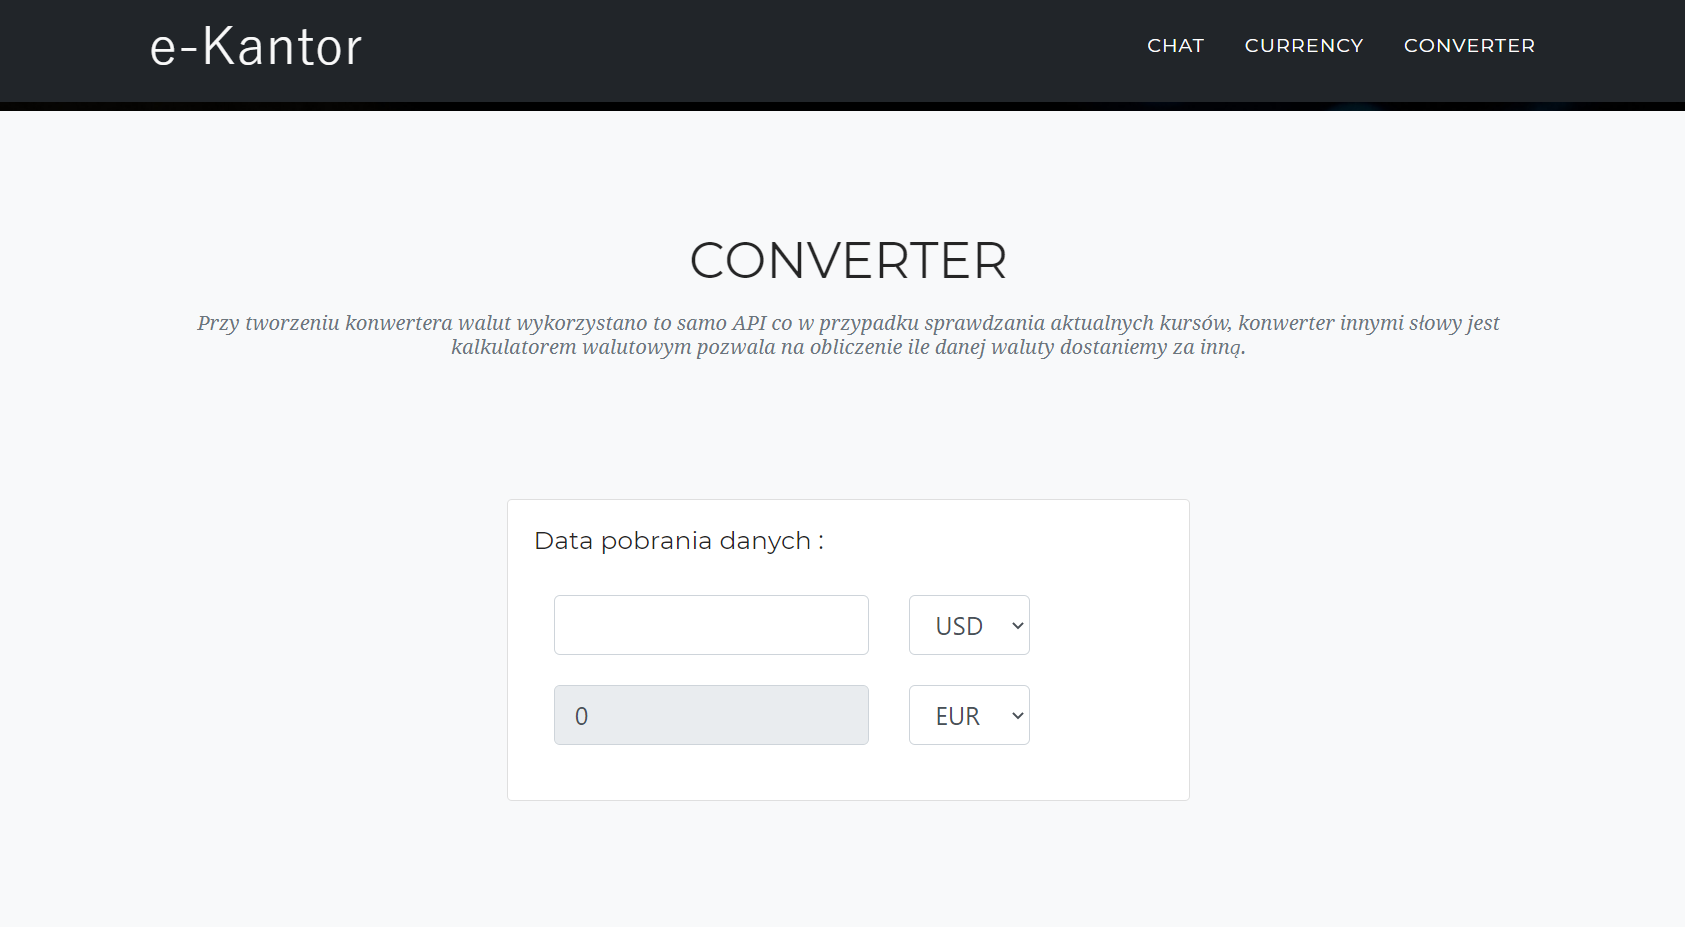 e-Kantor
CHAT CURRENCY CONVERTER
CONVERTER
Przy tworzeniu konwertera walut wykorzystano to samo API co w przypadku sprawdzania aktualnych kursów, konwerter innymi słowy jest
kalkulatorem walutowym pozwala na obliczenie ile danej waluty dostaniemy za inną.
Data pobrania danych :
USD
0 EUR